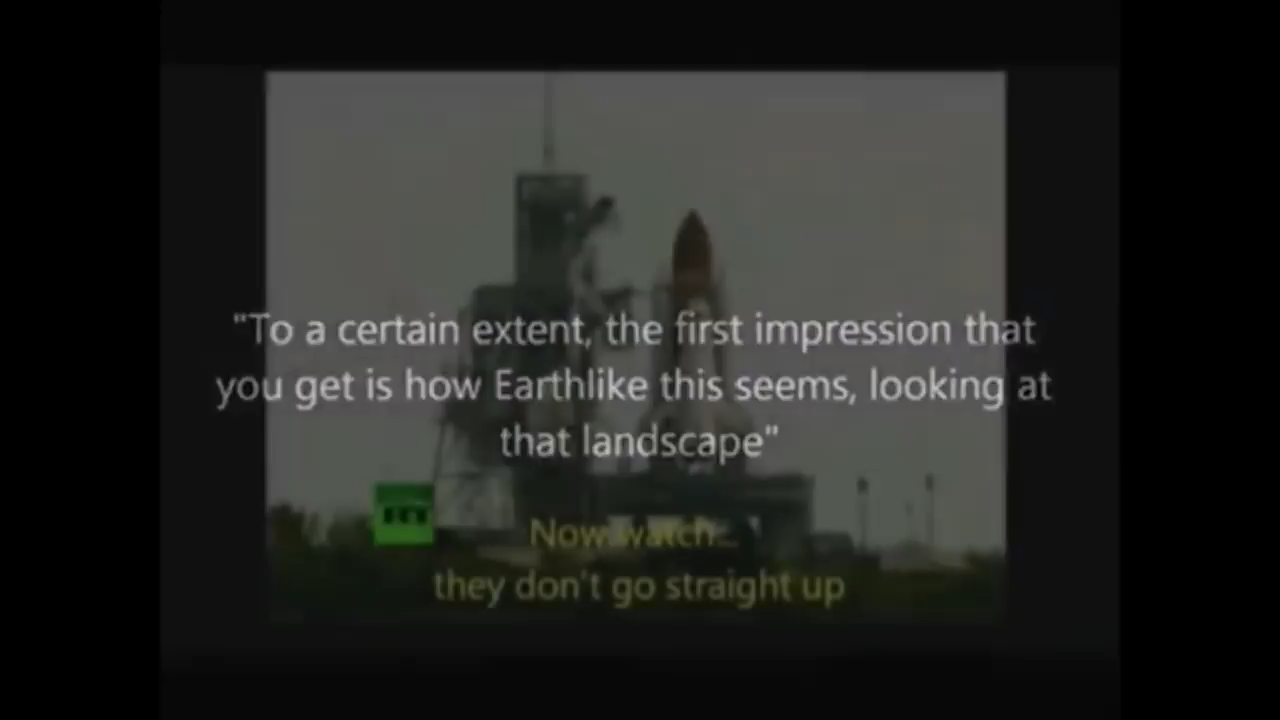 "To a certain extent, the first impression that
you get is how Earthlike this seems, looking at
that landscape"
RT
Now watch...
they don't go straight up